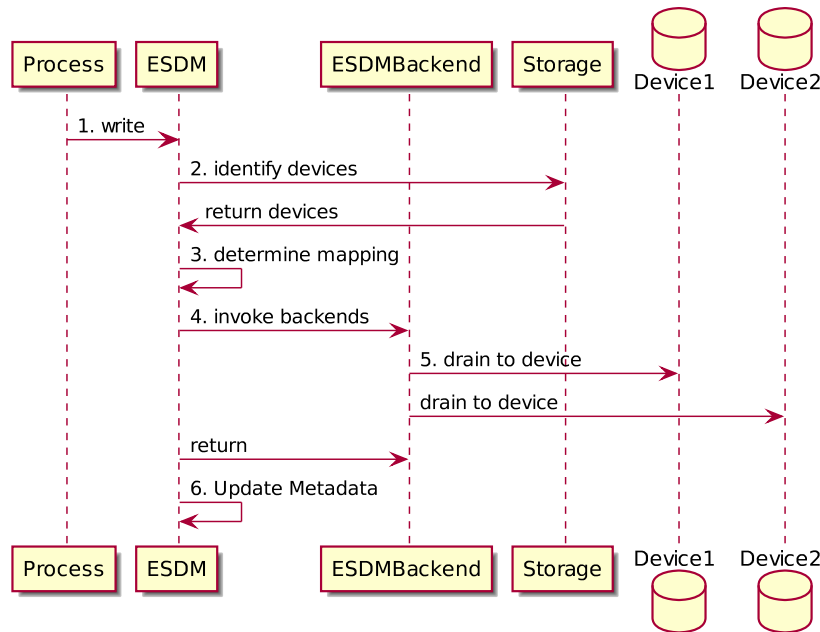 Process ESDM ESDMBackend Storage Device1 Device2
1. write
2. identify devices
return devices
3. determine mapping
4. invoke backends
5. drain to device
drain to device
return
6. Update Metadata
Process ESDM ESDMBackend Storage Device1 Device2